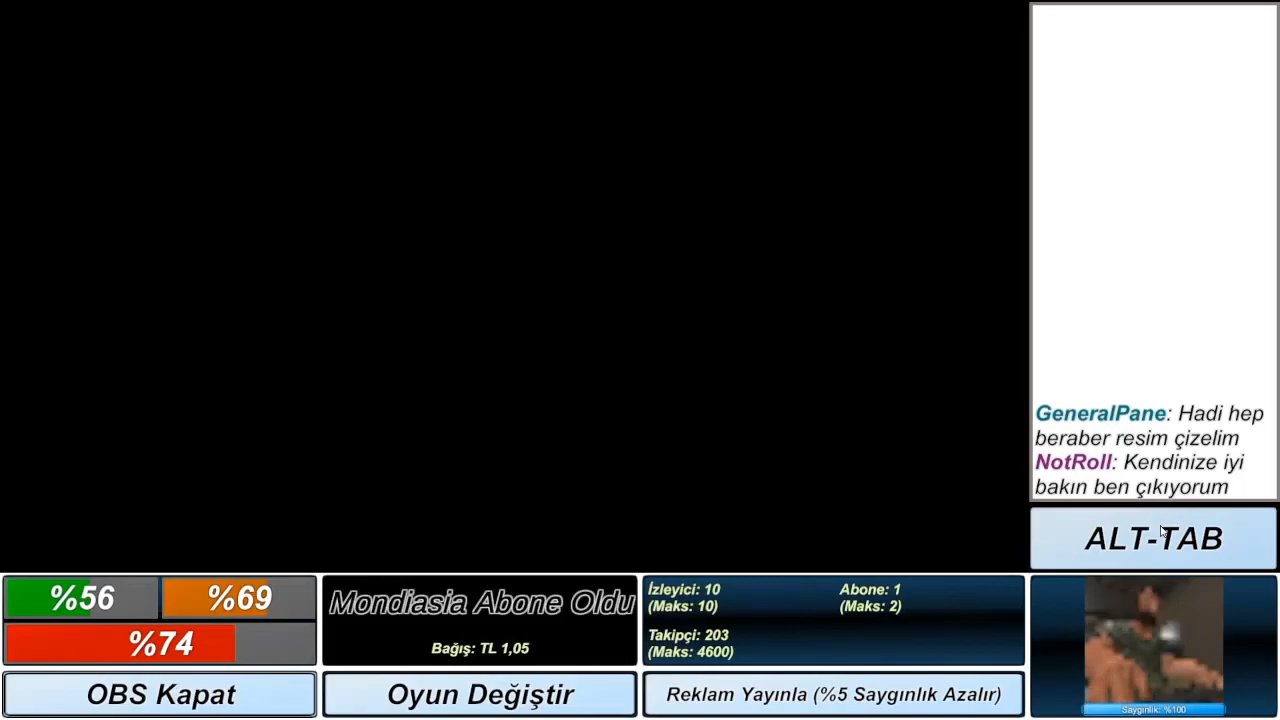 GeneralPane: Hadi hep
beraber resim çizelim
NotRoll: Kendinize iyi
bakın ben çıkıyorum
ALT-TAB
%56
%69
%74
Mondiasia Abone Oldu
Bağış: TL 1,05
İzleyici: 10
(Maks: 10)
Abone: 1
(Maks: 2)
Takipçi: 203
(Maks: 4600)
Saygınlık: %100
OBS Kapat
Oyun Değiştir
Reklam Yayınla (%5 Saygınlık Azalır)